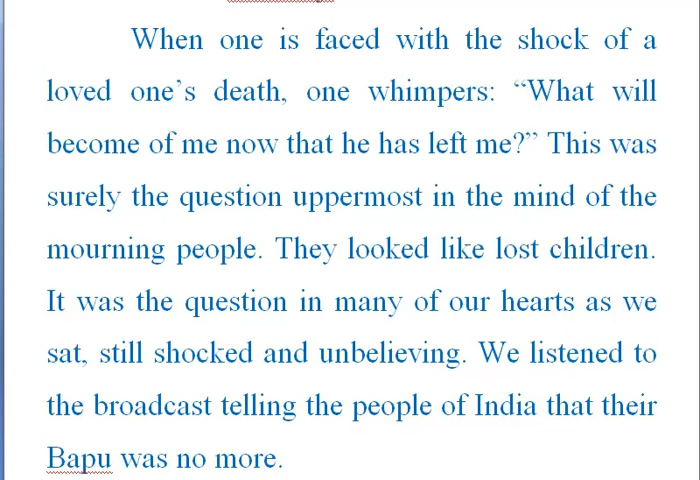 When one is faced with the shock of a
loved one’s death, one whimpers: “What will
become of me now that he has left me?” This was
surely the question uppermost in the mind of the
mourning people. They looked like lost children.
It was the question in many of our hearts as we
sat, still shocked and unbelieving. We listened to
the broadcast telling the people of India that their
Bapu was no more.